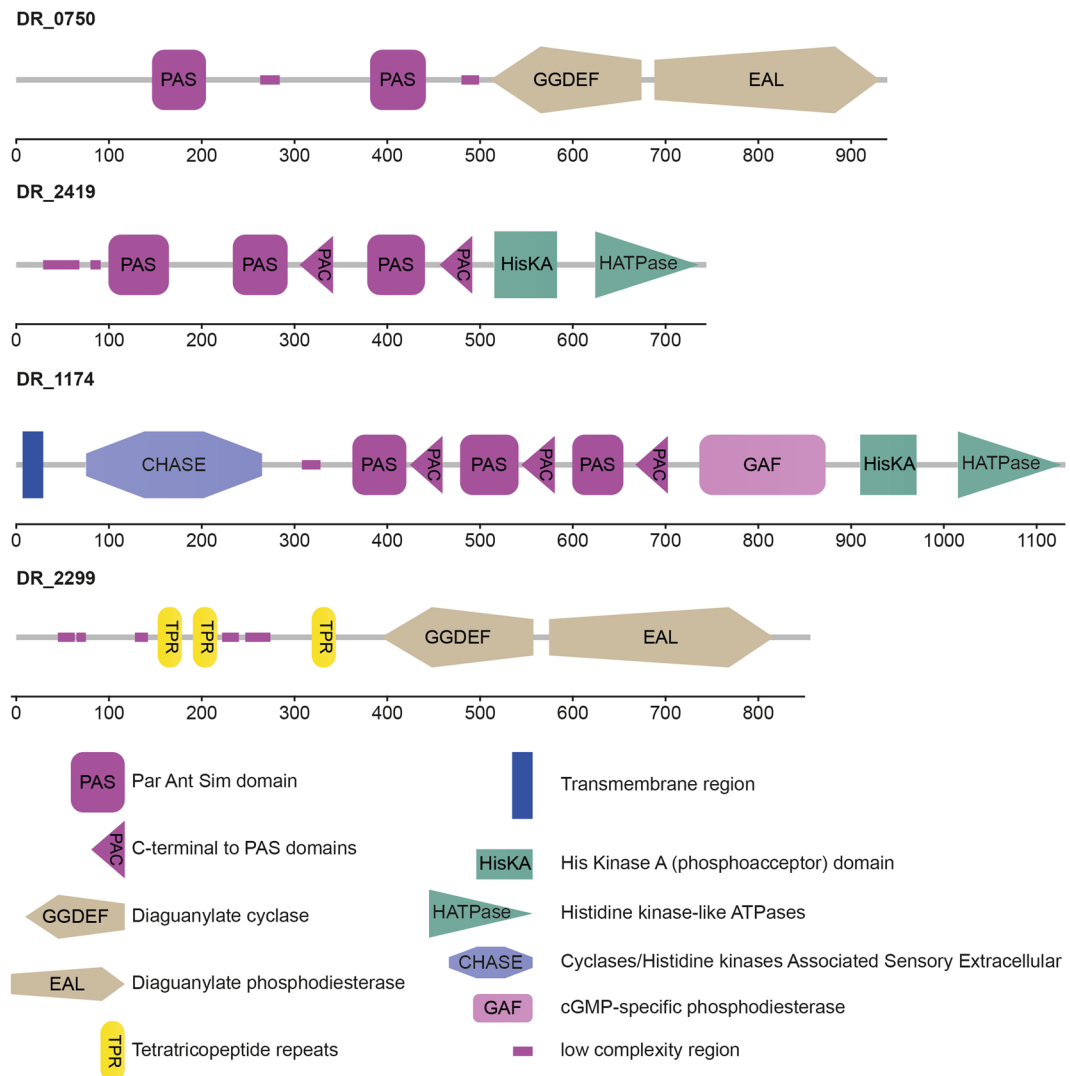 DR_0750
PAS PAS GGDEF EAL
0 100 200 300 400 500 600 700 800 900
DR_2419
PAS PAS PAC PAS PAC HisKA HATPase
0 100 200 300 400 500 600 700
DR_1174
CHASE PAS PAC PAS PAC PAS PAC GAF HisKA HATPase
0 100 200 300 400 500 600 700 800 900 1000 1100
DR_2299
TPR TPR TPR GGDEF EAL
0 100 200 300 400 500 600 700 800
PAS Par Ant Sim domain
PAC C-terminal to PAS domains
GGDEF Diaguanylate cyclase
EAL Diaguanylate phosphodiesterase
TPR Tetratricopeptide repeats
Transmembrane region
HisKA His Kinase A (phosphoacceptor) domain
HATPase Histidine kinase-like ATPases
CHASE Cyclases/Histidine kinases Associated Sensory Extracellular
GAF cGMP-specific phosphodiesterase
low complexity region